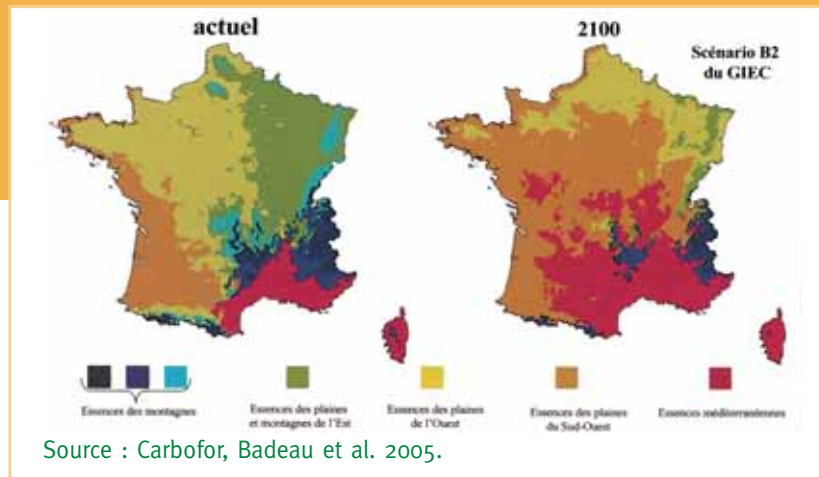 actuel
2100
Scénario B2
du GIEC
Essences des montagnes
Essences des plaines
et montagnes de l'Est
Essences des plaines
de l'Ouest
Essences des plaines
du Sud-Ouest
Essences méditerranéennes
Source : Carbofor, Badeau et al. 2005.